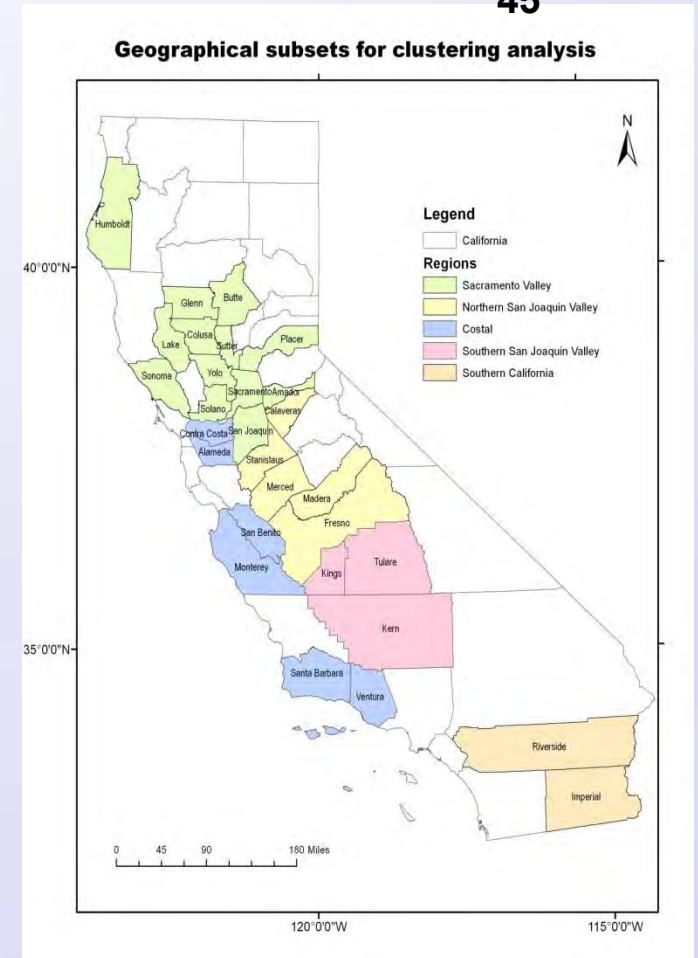 45
Geographical subsets for clustering analysis
N
Legend
California
Regions
Sacramento Valley
Northern San Joaquin Valley
Costal
Southern San Joaquin Valley
Southern California
Humboldt
40°0'0"N
Glenn
Butte
Colusa
Lake
Sutter
Placer
Sonoma
Yolo
Sacramento
Amador
Solano
Calaveras
Contra Costa
San Joaquin
Alameda
Stanislaus
Merced
Madera
Fresno
San Benito
Monterey
Kings
Tulare
Kern
35°0'0"N
Santa Barbara
Ventura
Riverside
Imperial
0 45 90 180 Miles
120°0'0"W 115°0'0"W